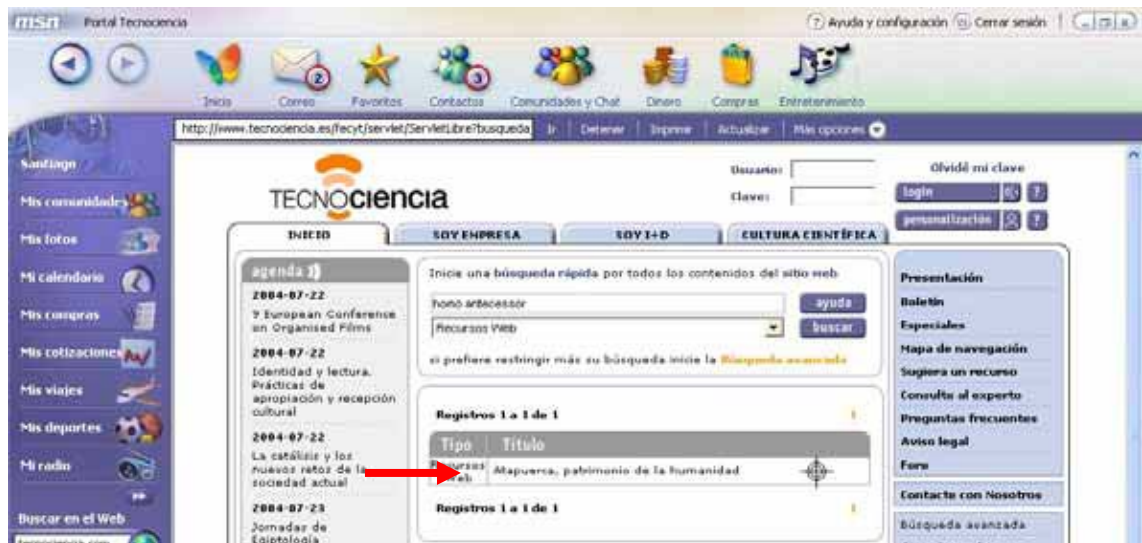 msn Portal Tecnociencia
Ayuda y configuración Cerrar sesión
Inicio Correo Favoritos Contactos Comunidades y Chat Dinero Compras Entretenimiento
2
3
http://www.tecnociencia.es/fecyt/servlet/ServletLibre?busqueda Ir Detener Imprimir Actualizar Más opciones
Santiago
Mis comunidades
Mis fotos
Mi calendario
Mis compras
Mis cotizaciones
Mis viajes
Mis deportes
Mi radio
Buscar en el Web
tecnociencia.com
TECNOciencia
Usuario:
Clave:
Olvidé mi clave
login ?
personalización ?
INICIO SOY EMPRESA SOY I+D CULTURA CIENTÍFICA
agenda
2004-07-22
9 European Conference
on Organised Films
2004-07-22
Identidad y lectura.
Prácticas de
apropiación y recepción
cultural
2004-07-22
La catálisis y los
nuevos retos de la
sociedad actual
2004-07-23
Jornadas de
Egiptología
Inicie una búsqueda rápida por todos los contenidos del sitio web
homo antecessor ayuda
Recursos Web buscar
si prefiere restringir más su búsqueda inicie la Búsqueda avanzada
Registros 1 a 1 de 1 1
Tipo Título
Recursos Web Atapuerca, patrimonio de la humanidad
Registros 1 a 1 de 1 1
Presentación
Boletín
Especiales
Mapa de navegación
Sugiera un recurso
Consulte al experto
Preguntas frecuentes
Aviso legal
Foro
Contacte con Nosotros
Búsqueda avanzada